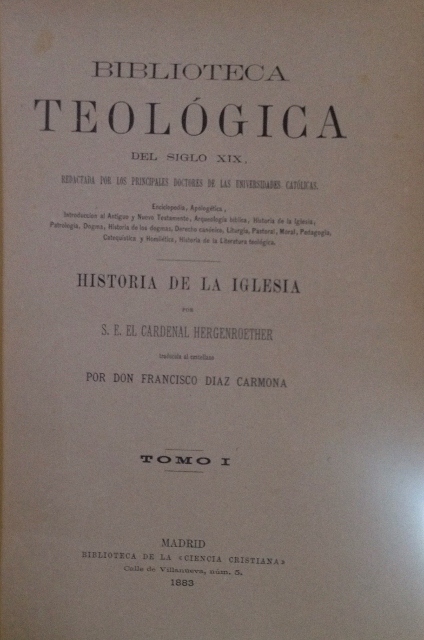 BIBLIOTECA
TEOLÓGICA
DEL SIGLO XIX,
REDACTADA POR LOS PRINCIPALES DOCTORES DE LAS UNIVERSIDADES CATÓLICAS.
Enciclopedia, Apologética,
Introduccion al Antiguo y Nuevo Testamento, Arqueología bíblica, Historia de la Iglesia,
Patrología, Dogma, Historia de los dogmas, Derecho canónico, Liturgia, Pastoral, Moral, Pedagogía,
Catequística y Homilética, Historia de la Literatura teológica.
HISTORIA DE LA IGLESIA
POR
S. E. EL CARDENAL HERGENROETHER
traducida al castellano
POR DON FRANCISCO DIAZ CARMONA
TOMO I
MADRID
BIBLIOTECA DE LA «CIENCIA CRISTIANA»
Calle de Villanueva, núm. 5.
1883